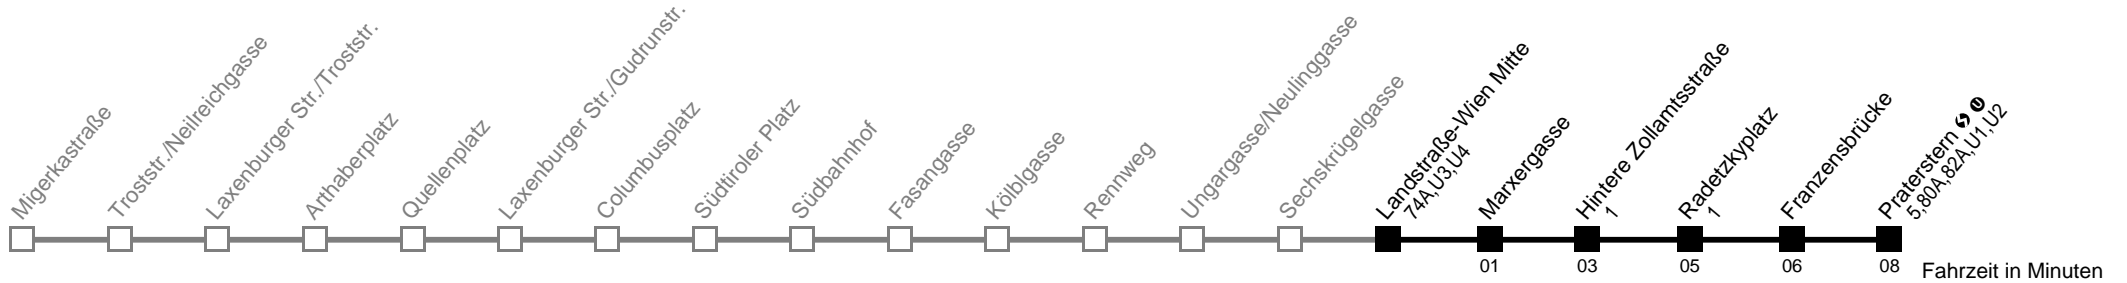 Migerkastraße
Troststr./Neilreichgasse
Laxenburger Str./Troststr.
Arthaberplatz
Quellenplatz
Laxenburger Str./Gudrunstr.
Columbusplatz
Südtiroler Platz
Südbahnhof
Fasangasse
Kölblgasse
Rennweg
Ungargasse/Neulinggasse
Sechskrügelgasse
Landstraße-Wien Mitte
74A,U3,U4
Marxergasse
Hintere Zollamtsstraße
1
Radetzkyplatz
1
Franzensbrücke
Praterstern S U
5,80A,82A,U1,U2
01
03
05
06
08
Fahrzeit in Minuten